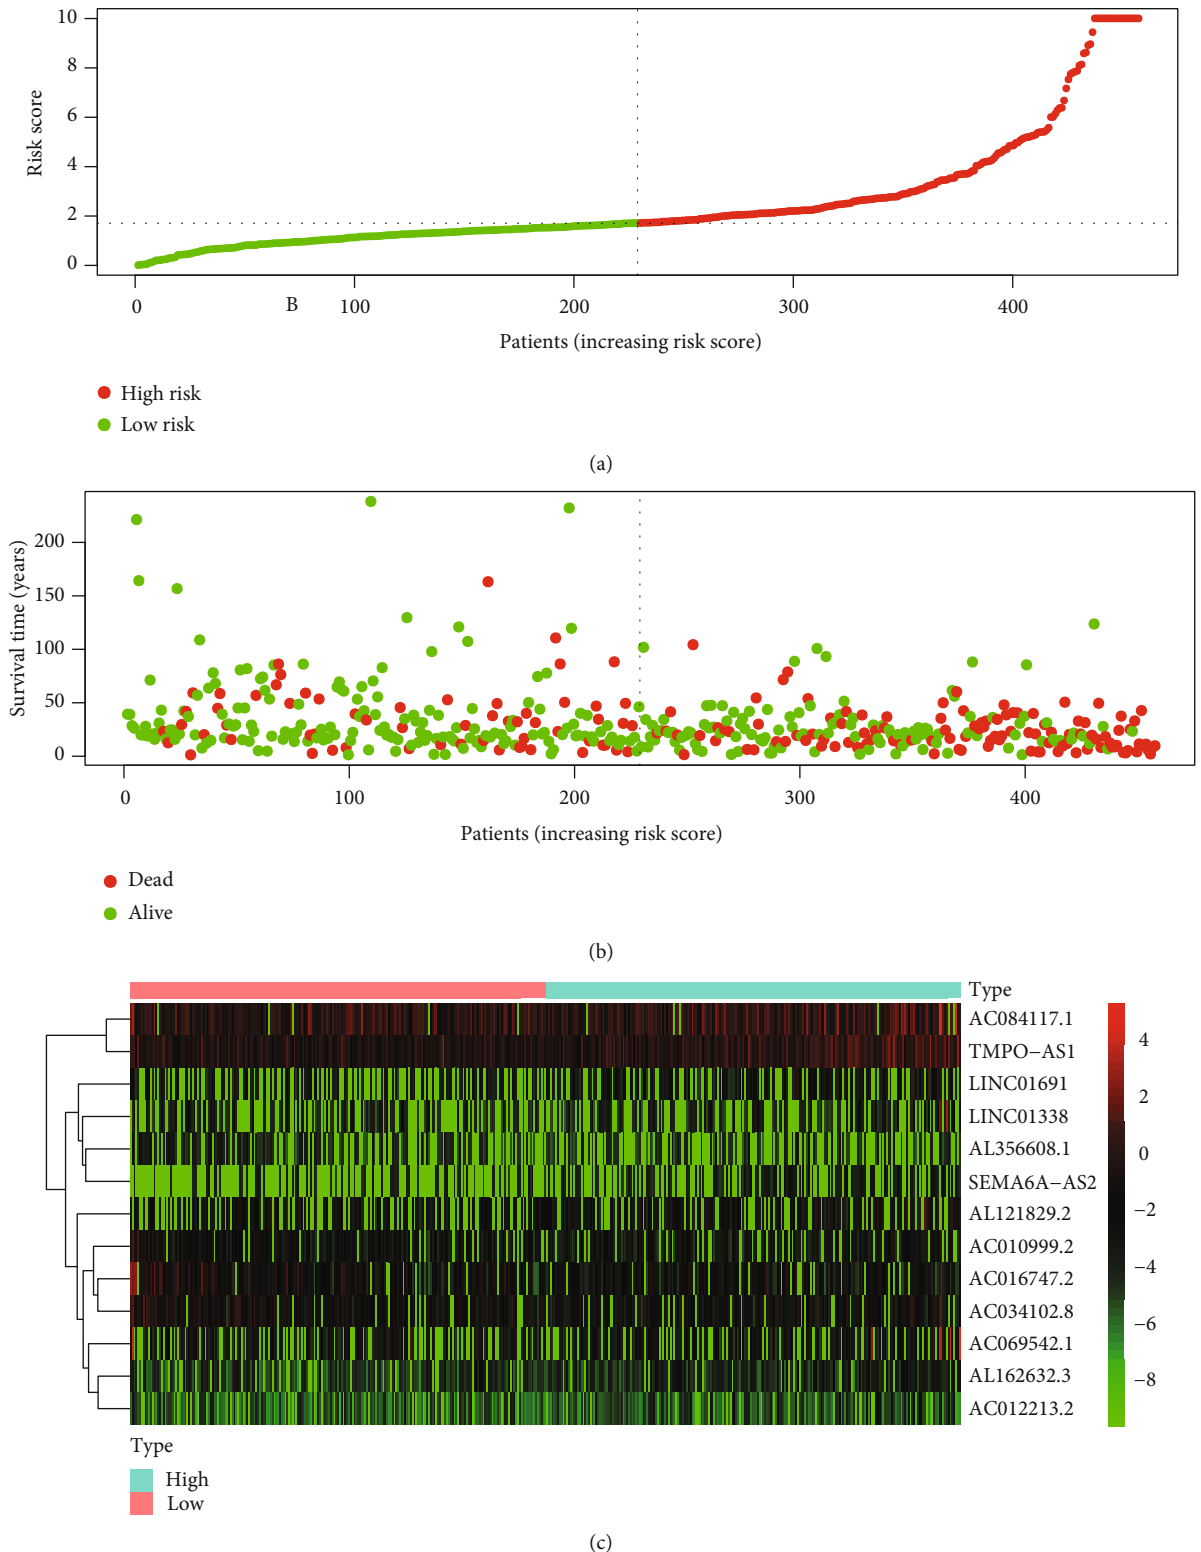 10
8
6
4
2
0
Risk score
0
B
100
200
300
400
Patients (increasing risk score)
High risk
Low risk
(a)
200
150
100
50
0
Survival time (years)
0
100
200
300
400
Patients (increasing risk score)
Dead
Alive
(b)
Type
AC084117.1
TMPO−AS1
LINC01691
LINC01338
AL356608.1
SEMA6A−AS2
AL121829.2
AC010999.2
AC016747.2
AC034102.8
AC069542.1
AL162632.3
AC012213.2
4
2
0
−2
−4
−6
−8
Type
High
Low
(c)